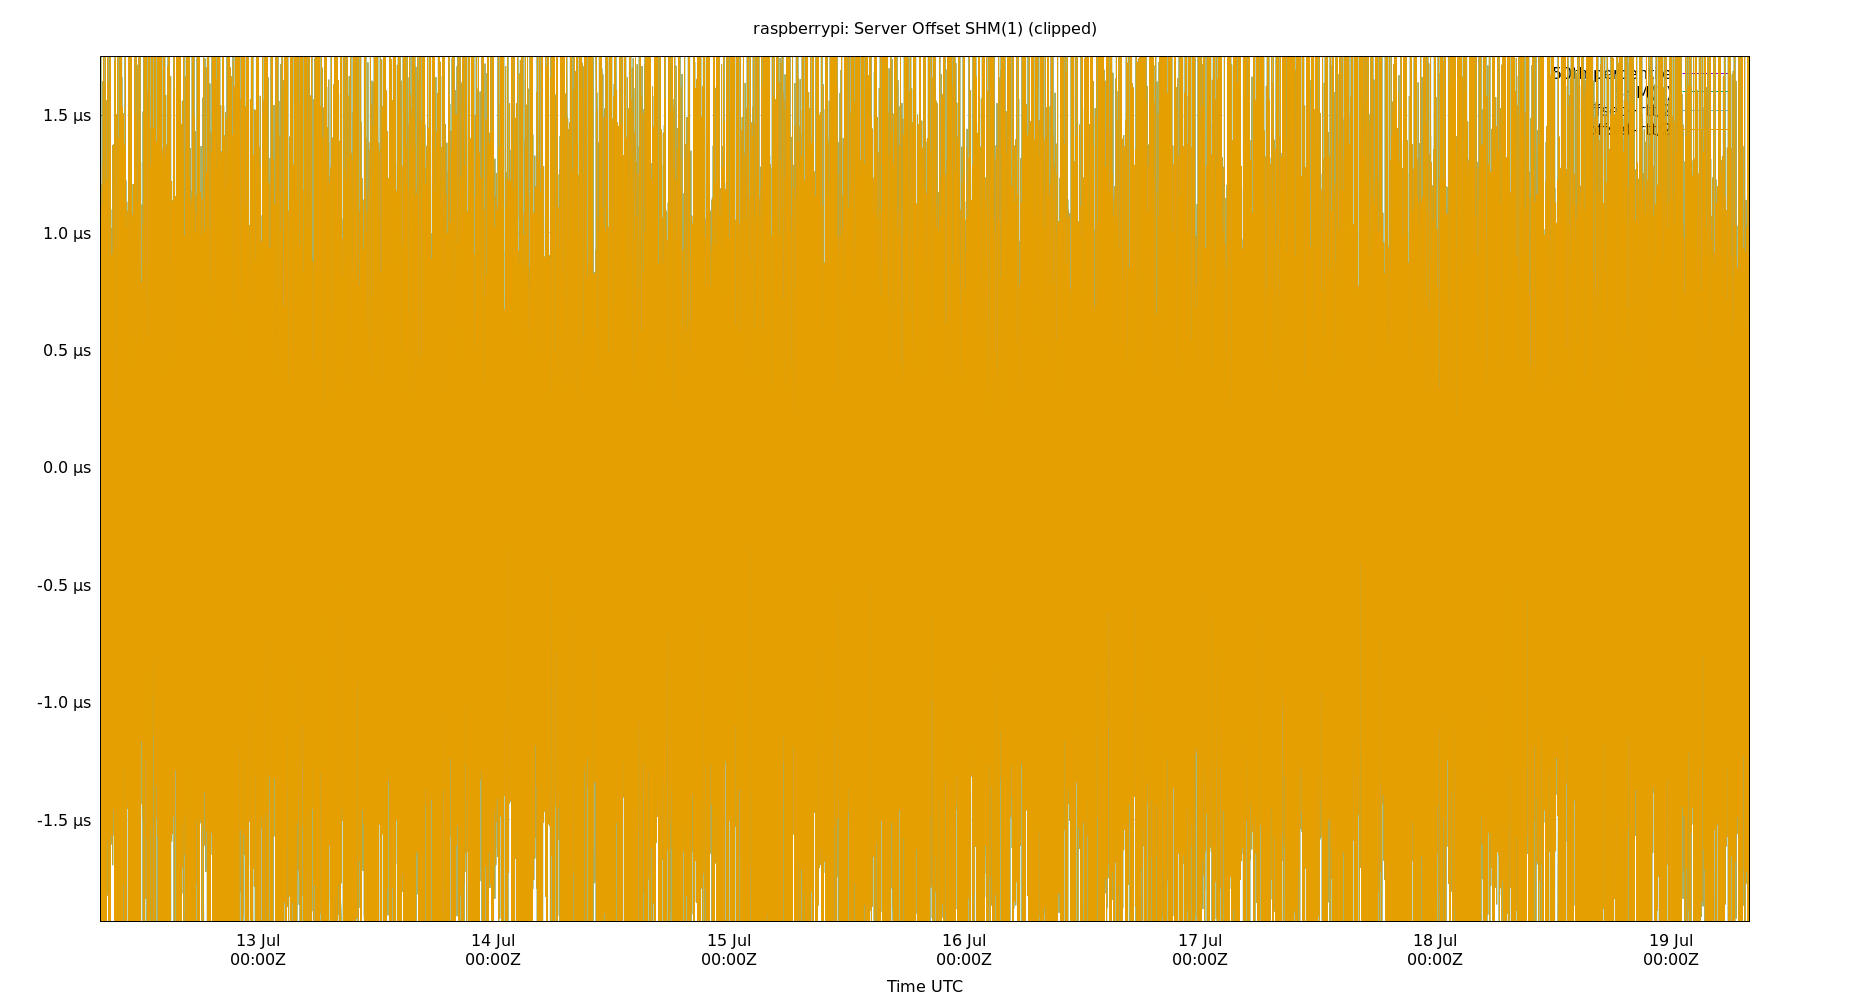 raspberrypi: Server Offset SHM(1) (clipped)
50th percentile
1.5 µs
1.0 µs
0.5 µs
0.0 µs
-0.5 µs
-1.0 µs
-1.5 µs
13 Jul 14 Jul 15 Jul 16 Jul 17 Jul 18 Jul 19 Jul
00:00Z 00:00Z 00:00Z 00:00Z 00:00Z 00:00Z 00:00Z
Time UTC